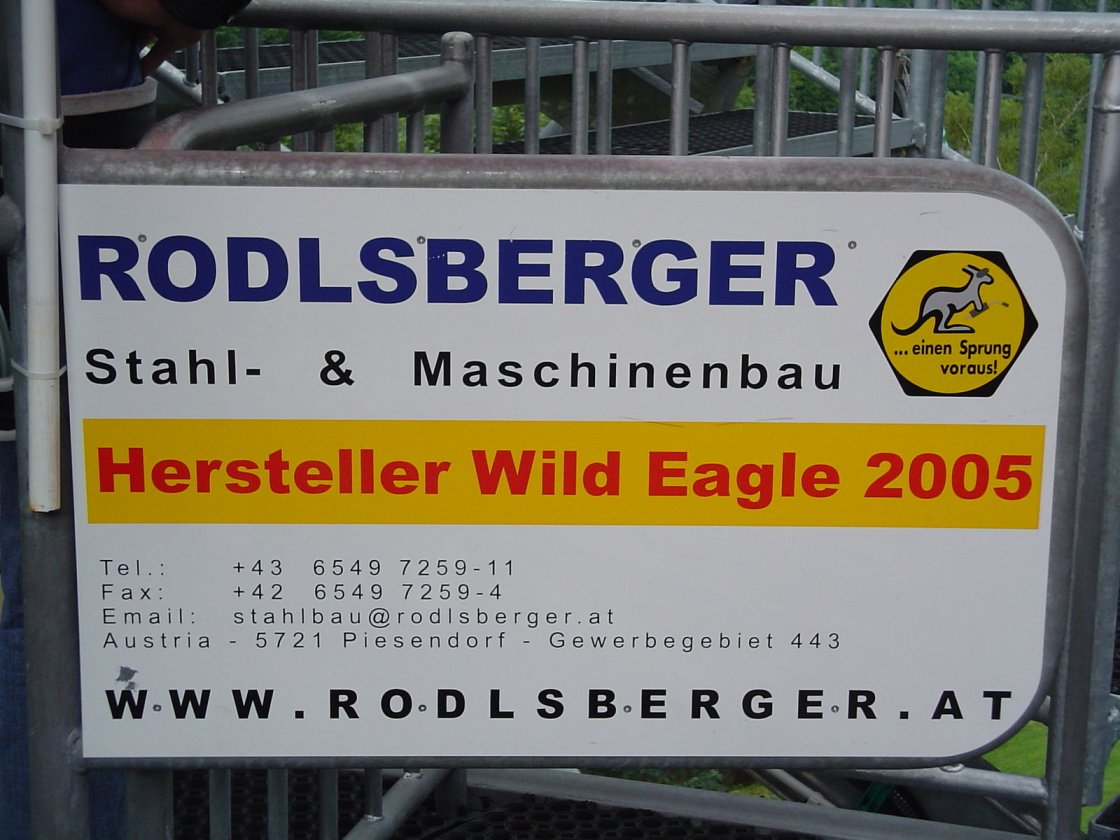 RODLSBERGER
Stahl- & Maschinenbau
... einen Sprung
voraus!
Hersteller Wild Eagle 2005
Tel.: +43 6549 7259-11
Fax: +42 6549 7259-4
Email: stahlbau@rodlsberger.at
Austria - 5721 Piesendorf - Gewerbegebiet 443
WWW.RODLSBERGER.AT